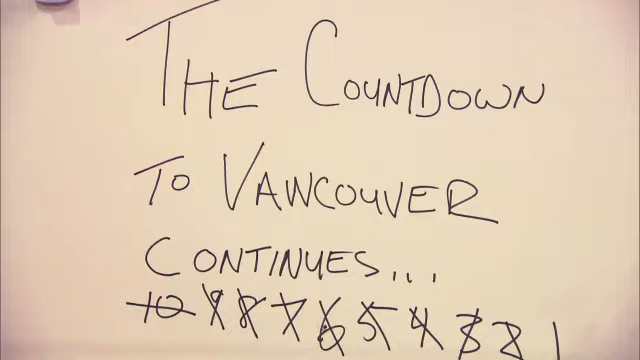 THE COUNTDOWN
TO VANCOUVER
CONTINUES...
10 9 8 7 6 5 4 3 2 1